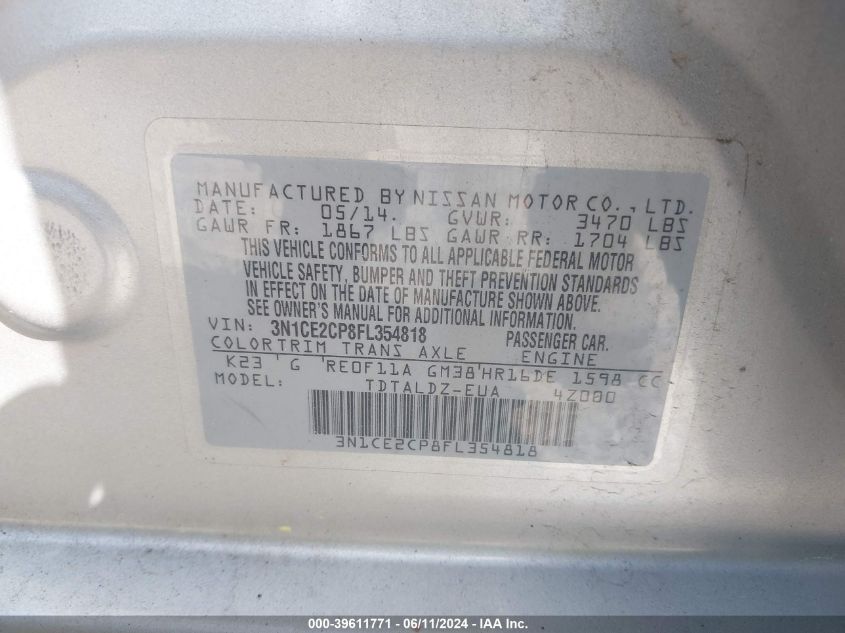 MANUFACTURED BY NISSAN MOTOR CO., LTD.
DATE: 05/14. GVWR: 3470 LBS
GAWR FR: 1867 LBS GAWR RR: 1704 LBS
THIS VEHICLE CONFORMS TO ALL APPLICABLE FEDERAL MOTOR
VEHICLE SAFETY, BUMPER AND THEFT PREVENTION STANDARDS
IN EFFECT ON THE DATE OF MANUFACTURE SHOWN ABOVE.
SEE OWNER'S MANUAL FOR ADDITIONAL INFORMATION.
VIN: 3N1CE2CP8FL354818 PASSENGER CAR.
COLORTRIM TRANS AXLE ENGINE
K23 'G 'RE0F11A GM38'HR16DE 1598 CC
MODEL: TDTALDZ-EUA 4Z000
3N1CE2CP8FL354818
000-39611771 - 06/11/2024 - IAA Inc.